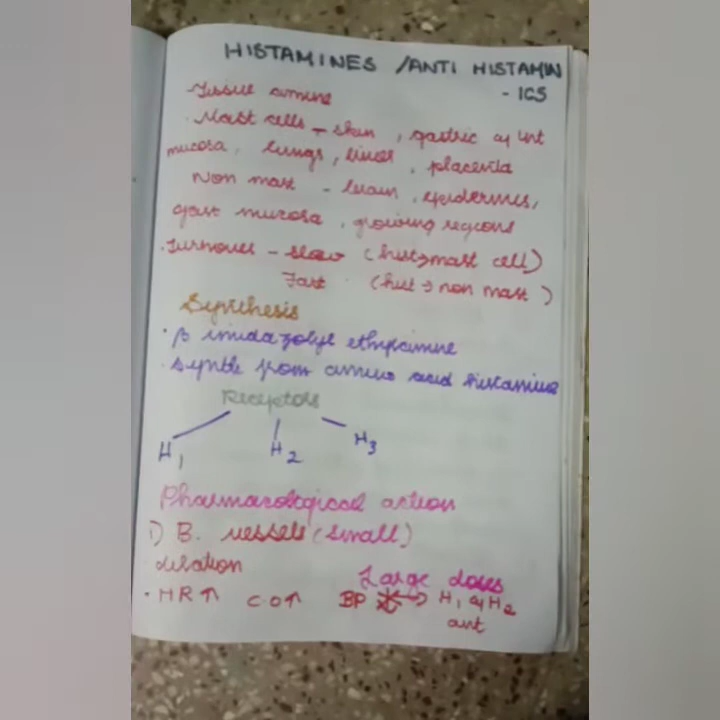 HISTAMINES /ANTI HISTAMIN
- ICS
-Tissue amine
. Mast cells - skin, gastric & int
mucosa, lungs, liver, placenta
Non mast - brain, epidermis,
gast mucosa, growing regions
. Turnover - slow (hist→mast cell)
Fast (hist → non mast)
Synthesis
. β imidazolyl ethylamine
. Synth from amino acid histamine
Receptors
H1 H2 H3
Pharmacological action
1) B. vessels (small)
dilation
Large doses
- HR↑ C.O↑ BP H1 & H2
ant